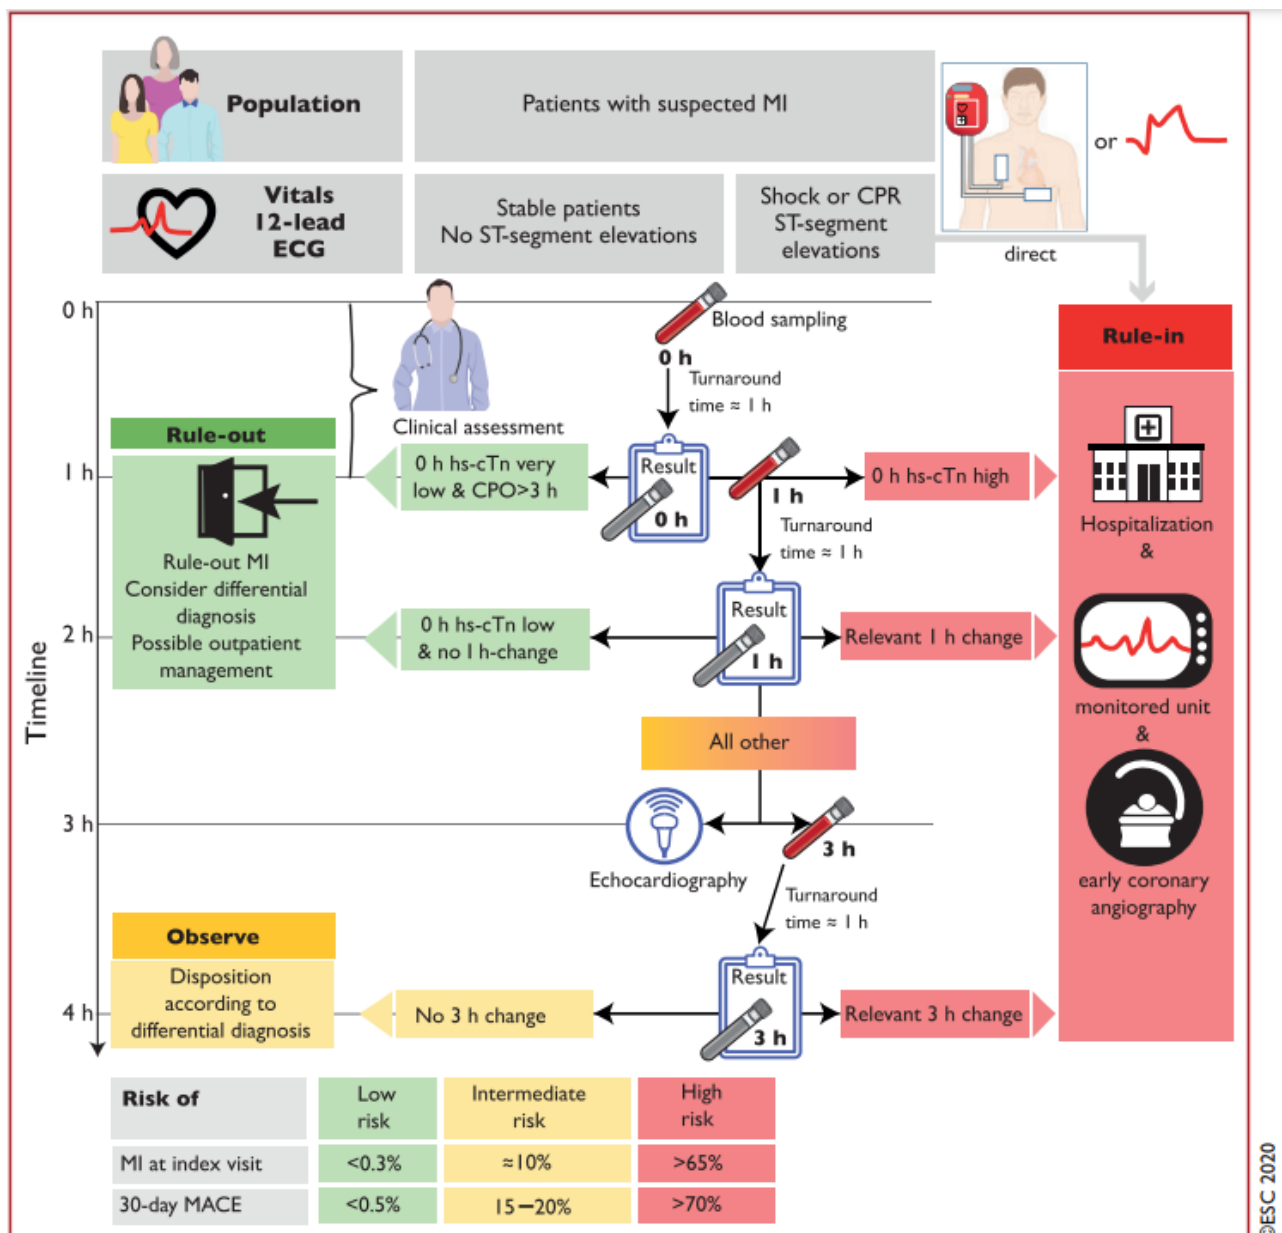 Population
Patients with suspected MI
or
Vitals
12-lead
ECG
Stable patients
No ST-segment elevations
Shock or CPR
ST-segment
elevations
direct
0 h
Blood sampling
0 h
Turnaround
time ≈ 1 h
Rule-in
Clinical assessment
Rule-out
1 h
0 h hs-cTn very
low & CPO>3 h
Result
0 h
1 h
0 h hs-cTn high
Turnaround
time ≈ 1 h
Hospitalization
&
Rule-out MI
Consider differential
diagnosis
Possible outpatient
management
Timeline
2 h
0 h hs-cTn low
& no 1 h-change
Result
1 h
Relevant 1 h change
monitored unit
&
All other
3 h
3 h
Echocardiography
early coronary
angiography
Turnaround
time ≈ 1 h
Observe
Disposition
according to
differential diagnosis
4 h
No 3 h change
Result
3 h
Relevant 3 h change
Risk of
Low
risk
Intermediate
risk
High
risk
MI at index visit
<0.3%
≈10%
>65%
30-day MACE
<0.5%
15–20%
>70%
©ESC 2020